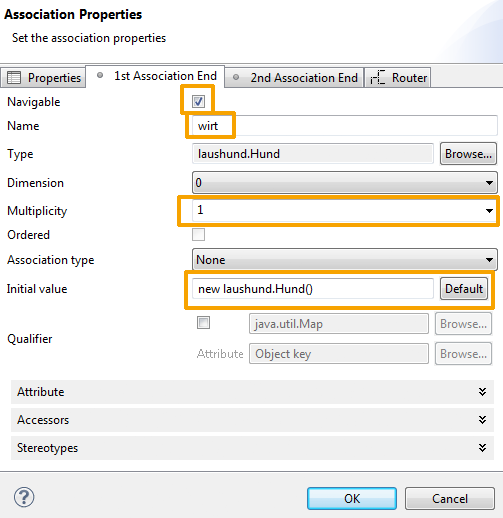 Association Properties
Set the association properties
Properties
1st Association End
2nd Association End
Router
Navigable
Name
wirt
Type
laushund.Hund
Browse...
Dimension
0
Multiplicity
1
Ordered
Association type
None
Initial value
new laushund.Hund()
Default
Qualifier
java.util.Map
Browse...
Attribute
Object key
Browse...
Attribute
Accessors
Stereotypes
?
OK
Cancel